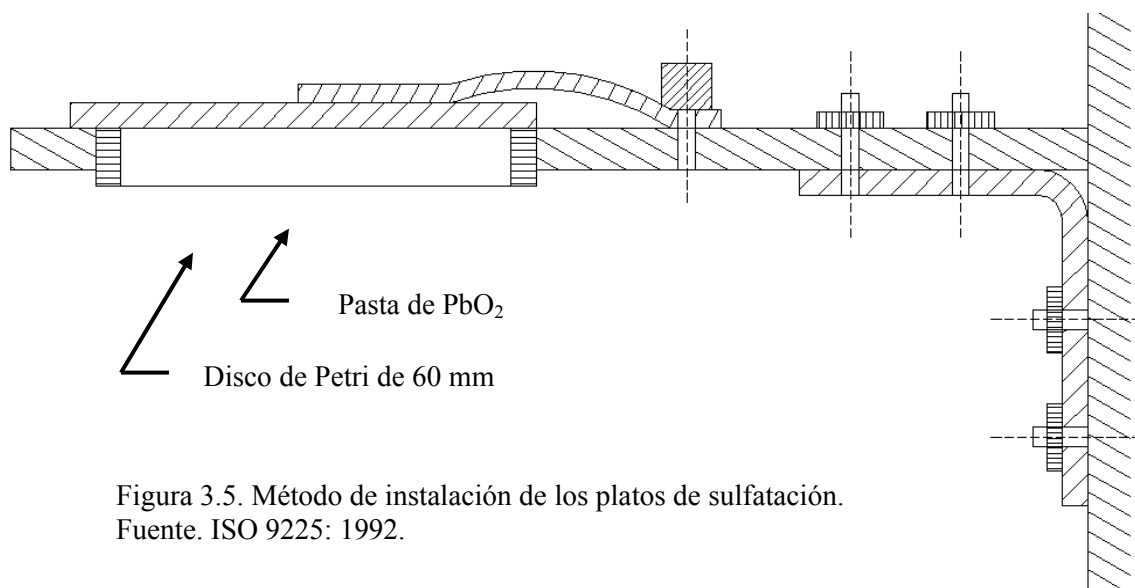 Pasta de PbO₂
Disco de Petri de 60 mm
Figura 3.5. Método de instalación de los platos de sulfatación.
Fuente. ISO 9225: 1992.